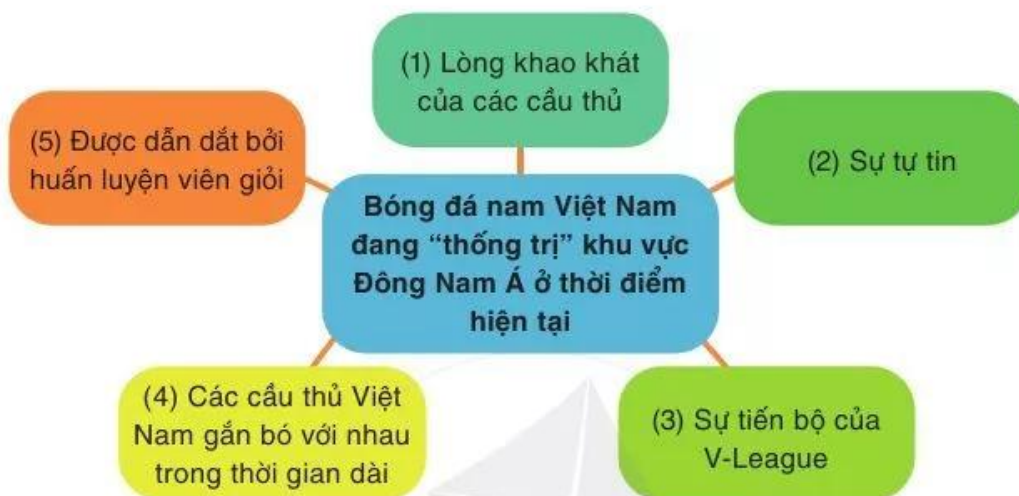 (1) Lòng khao khát
của các cầu thủ
(5) Được dẫn dắt bởi
huấn luyện viên giỏi
(2) Sự tự tin
Bóng đá nam Việt Nam
đang “thống trị” khu vực
Đông Nam Á ở thời điểm
hiện tại
(4) Các cầu thủ Việt
Nam gắn bó với nhau
trong thời gian dài
(3) Sự tiến bộ của
V-League